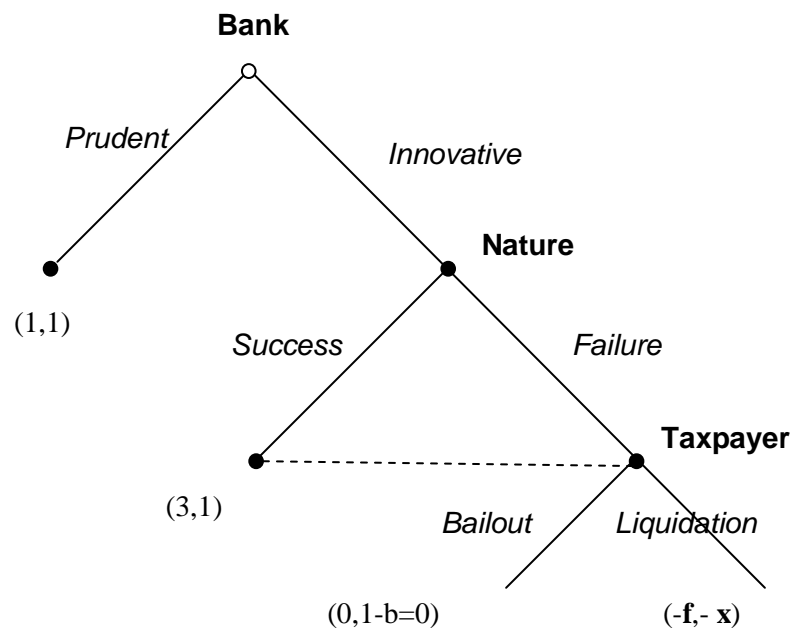 Bank
Prudent
Innovative
Nature
(1,1)
Success
Failure
Taxpayer
(3,1)
Bailout
Liquidation
(0,1-b=0)
(-f,- x)